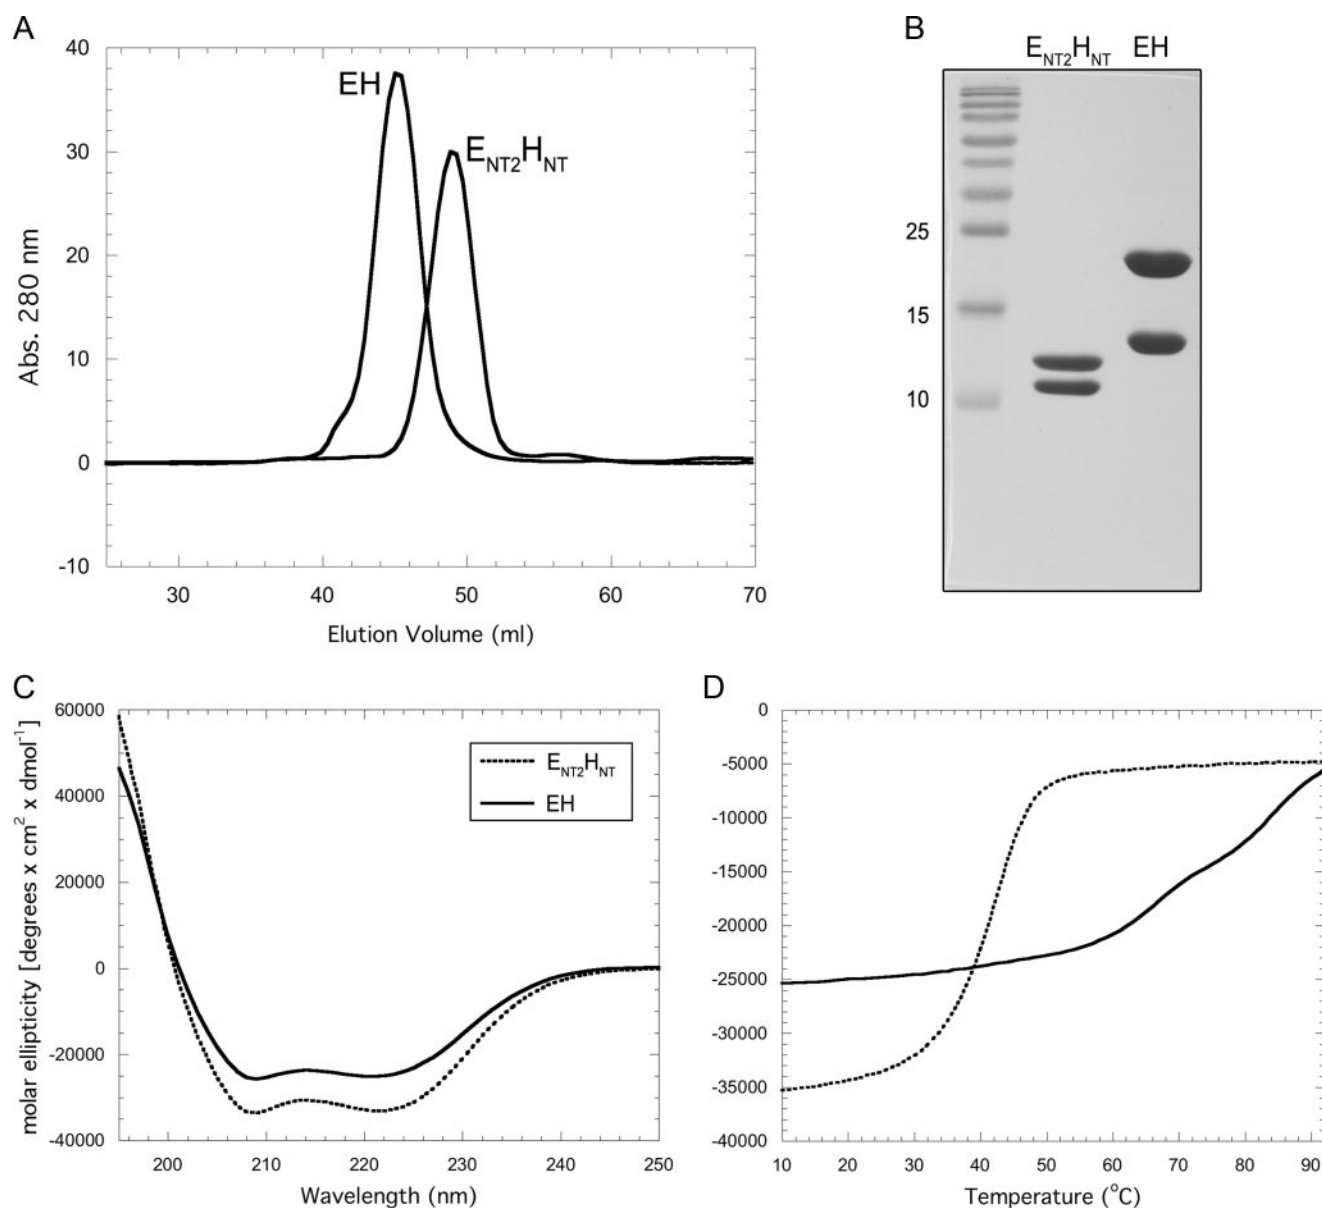 A
40
30
20
10
0
-10
Abs. 280 nm
EH
E_NT2H_NT
30 40 50 60 70
Elution Volume (ml)
B
E_NT2H_NT EH
25
15
10
C
60000
40000
20000
0
-20000
-40000
molar ellipticity [degrees x cm² x dmol⁻¹]
E_NT2H_NT
EH
200 210 220 230 240 250
Wavelength (nm)
D
0
-5000
-10000
-15000
-20000
-25000
-30000
-35000
-40000
10 20 30 40 50 60 70 80 90
Temperature (°C)